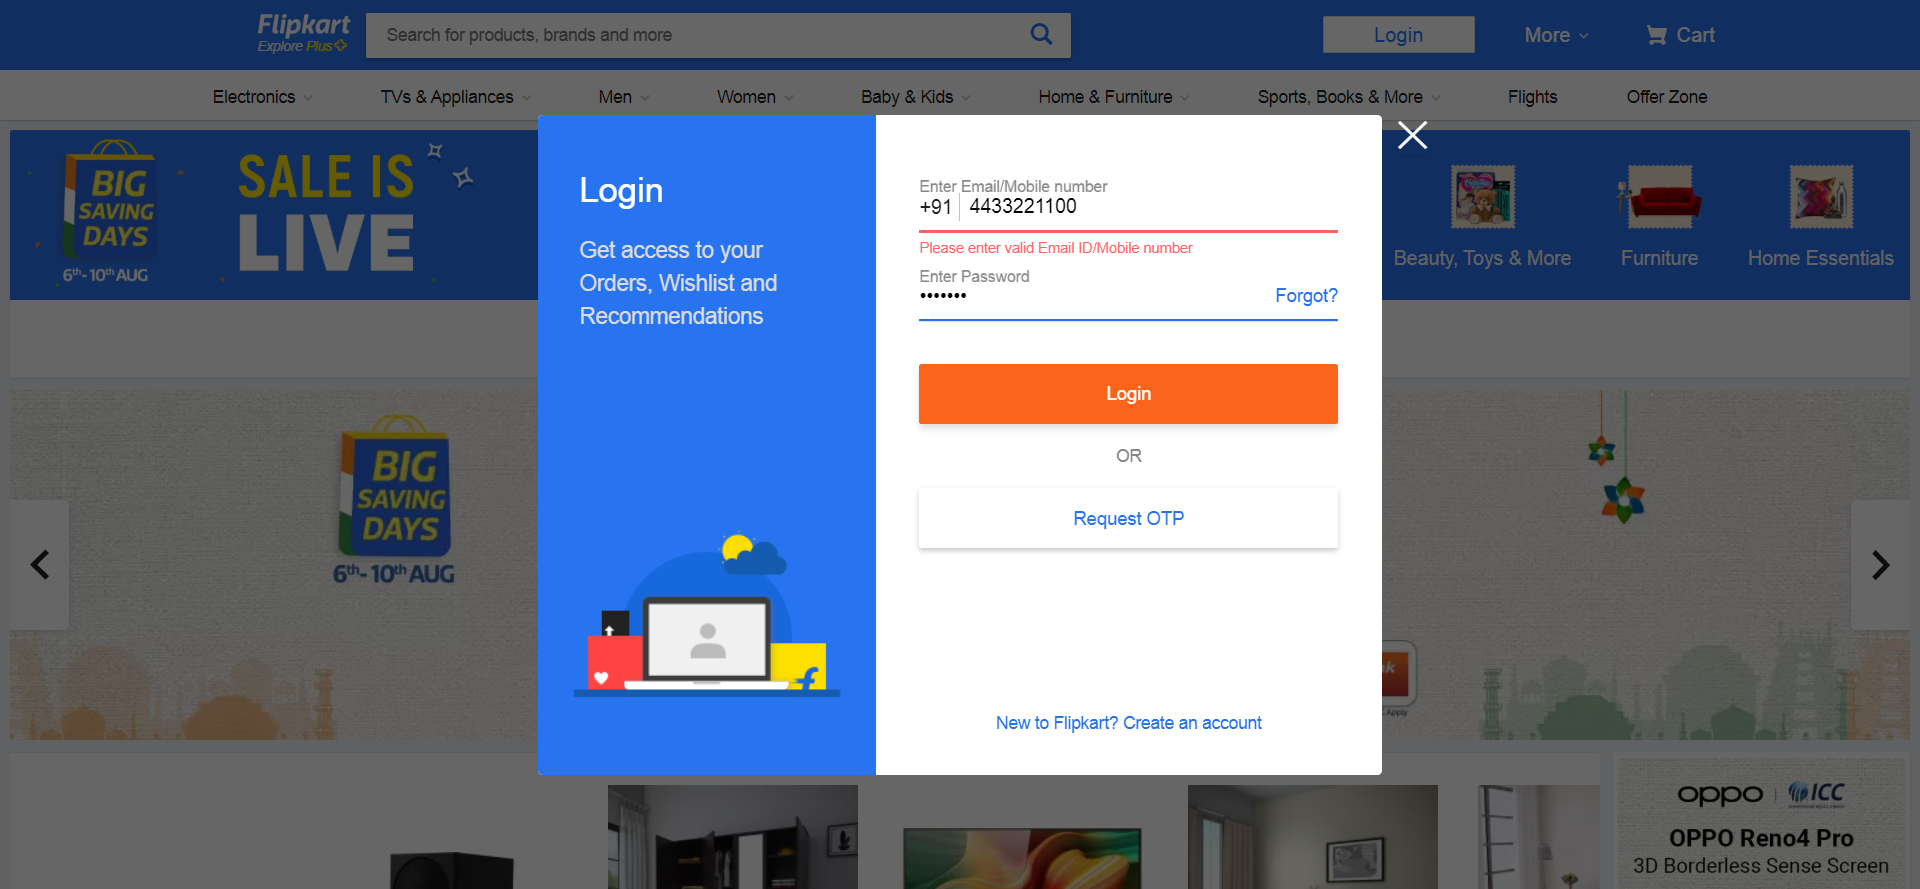 Flipkart
Explore Plus
Search for products, brands and more
Login
More
Cart
Electronics
TVs & Appliances
Men
Women
Baby & Kids
Home & Furniture
Sports, Books & More
Flights
Offer Zone
BIG
SAVING
DAYS
6th-10th AUG
SALE IS
LIVE
Beauty, Toys & More
Furniture
Home Essentials
Login
Get access to your
Orders, Wishlist and
Recommendations
Enter Email/Mobile number
+91 4433221100
Please enter valid Email ID/Mobile number
Enter Password
•••••••
Forgot?
Login
OR
Request OTP
New to Flipkart? Create an account
BIG
SAVING
DAYS
6th-10th AUG
Apply
oppo
ICC
OPPO Reno4 Pro
3D Borderless Sense Screen